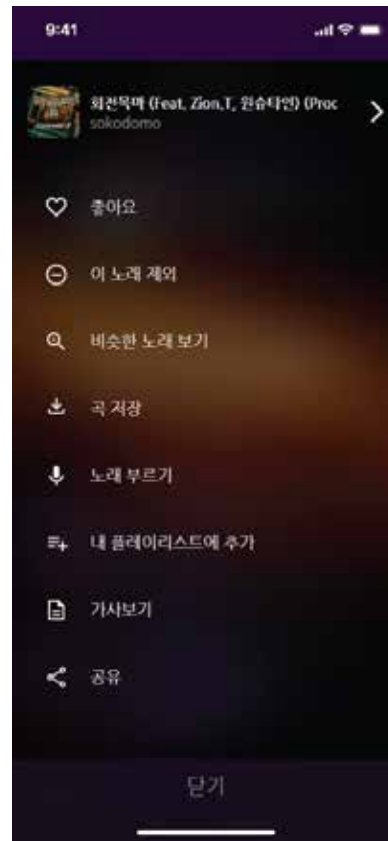 9:41
회전목마 (Feat. Zion.T, 원슈타인) (Proc
sokodomo
좋아요
이 노래 제외
비슷한 노래 보기
곡 저장
노래 부르기
내 플레이리스트에 추가
가사보기
공유
닫기